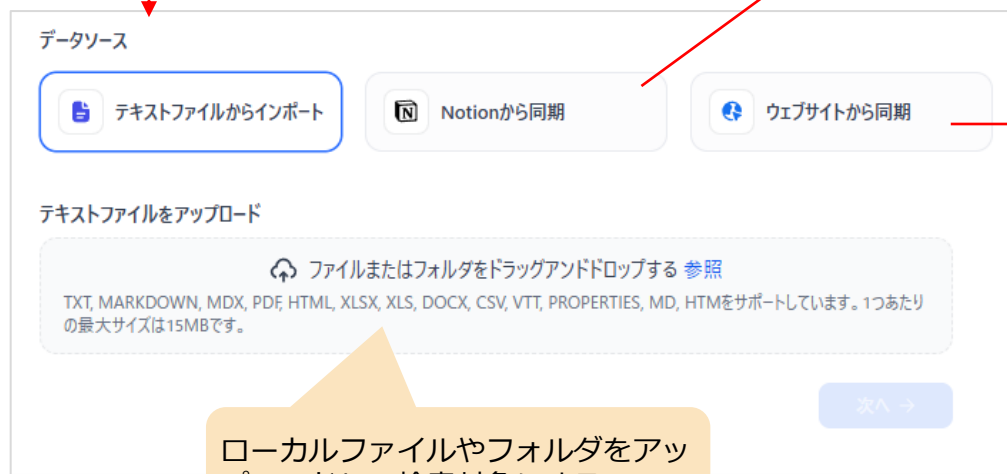 データソース
テキストファイルからインポート
Notionから同期
ウェブサイトから同期
テキストファイルをアップロード
ファイルまたはフォルダをドラッグアンドドロップする 参照
TXT, MARKDOWN, MDX, PDF, HTML, XLSX, XLS, DOCX, CSV, VTT, PROPERTIES, MD, HTMをサポートしています。1つあたり
の最大サイズは15MBです。
次へ →
ローカルファイルやフォルダをアッ